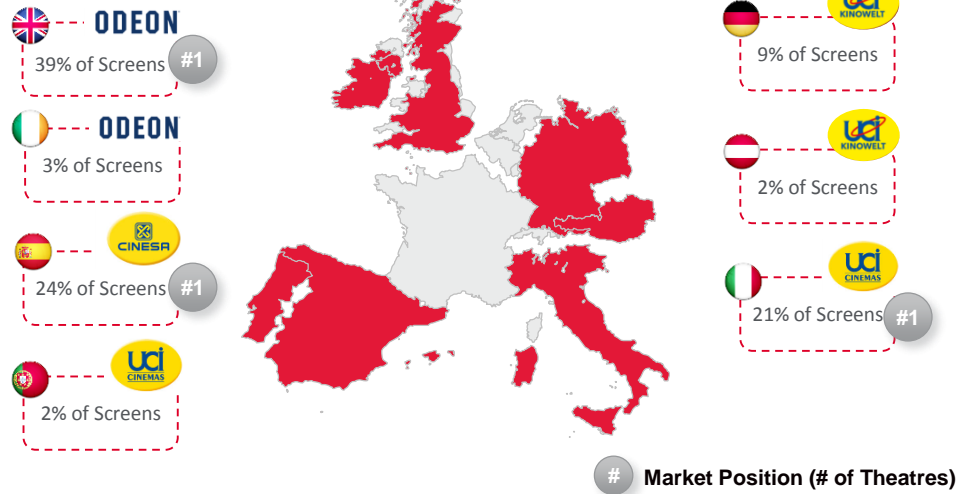 ODEON
39% of Screens
#1
ODEON
3% of Screens
CINESA
24% of Screens
#1
UCI
CINEMAS
2% of Screens
UCI
KINOWELT
9% of Screens
UCI
KINOWELT
2% of Screens
UCI
CINEMAS
21% of Screens
#1
# Market Position (# of Theatres)